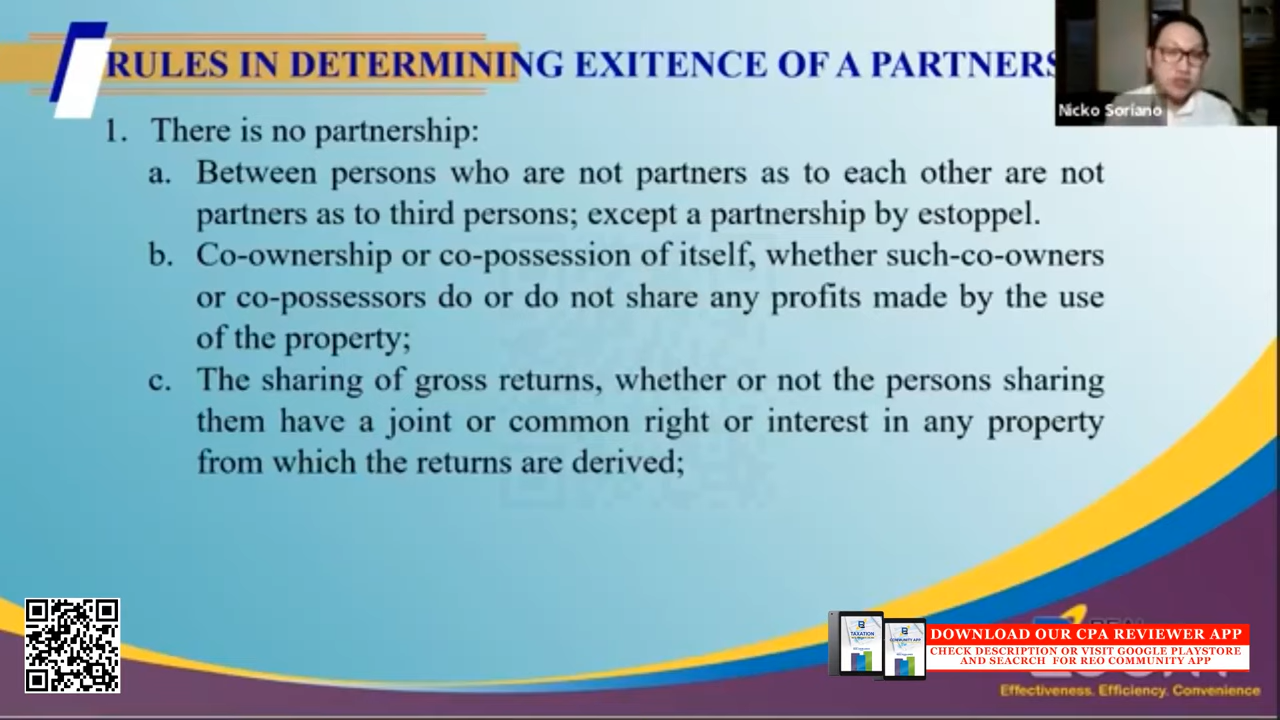 RULES IN DETERMINING EXITENCE OF A PARTNERS
Nicko Soriano
1. There is no partnership:
a. Between persons who are not partners as to each other are not
partners as to third persons; except a partnership by estoppel.
b. Co-ownership or co-possession of itself, whether such-co-owners
or co-possessors do or do not share any profits made by the use
of the property;
c. The sharing of gross returns, whether or not the persons sharing
them have a joint or common right or interest in any property
from which the returns are derived;
TAXATION
COMMUNITY APP
DOWNLOAD OUR CPA REVIEWER APP
CHECK DESCRIPTION OR VISIT GOOGLE PLAYSTORE
AND SEACRCH FOR REO COMMUNITY APP
Effectiveness. Efficiency. Convenience